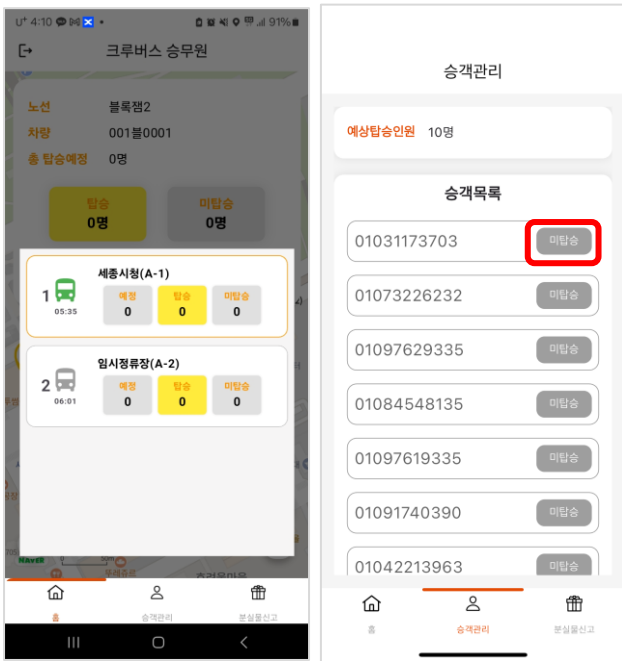 U⁺ 4:10
91%
크루버스 승무원
노선 블록잼2
차량 001블0001
총 탑승예정 0명
탑승 미탑승
0명 0명
세종시청(A-1)
1 예정 탑승 미탑승
05:35 0 0 0
임시정류장(A-2)
2 예정 탑승 미탑승
06:01 0 0 0
NAVER 0 50m
홈 승객관리 분실물신고
승객관리
예상탑승인원 10명
승객목록
01031173703 미탑승
01073226232 미탑승
01097629335 미탑승
01084548135 미탑승
01097619335 미탑승
01091740390 미탑승
01042213963 미탑승
홈 승객관리 분실물신고